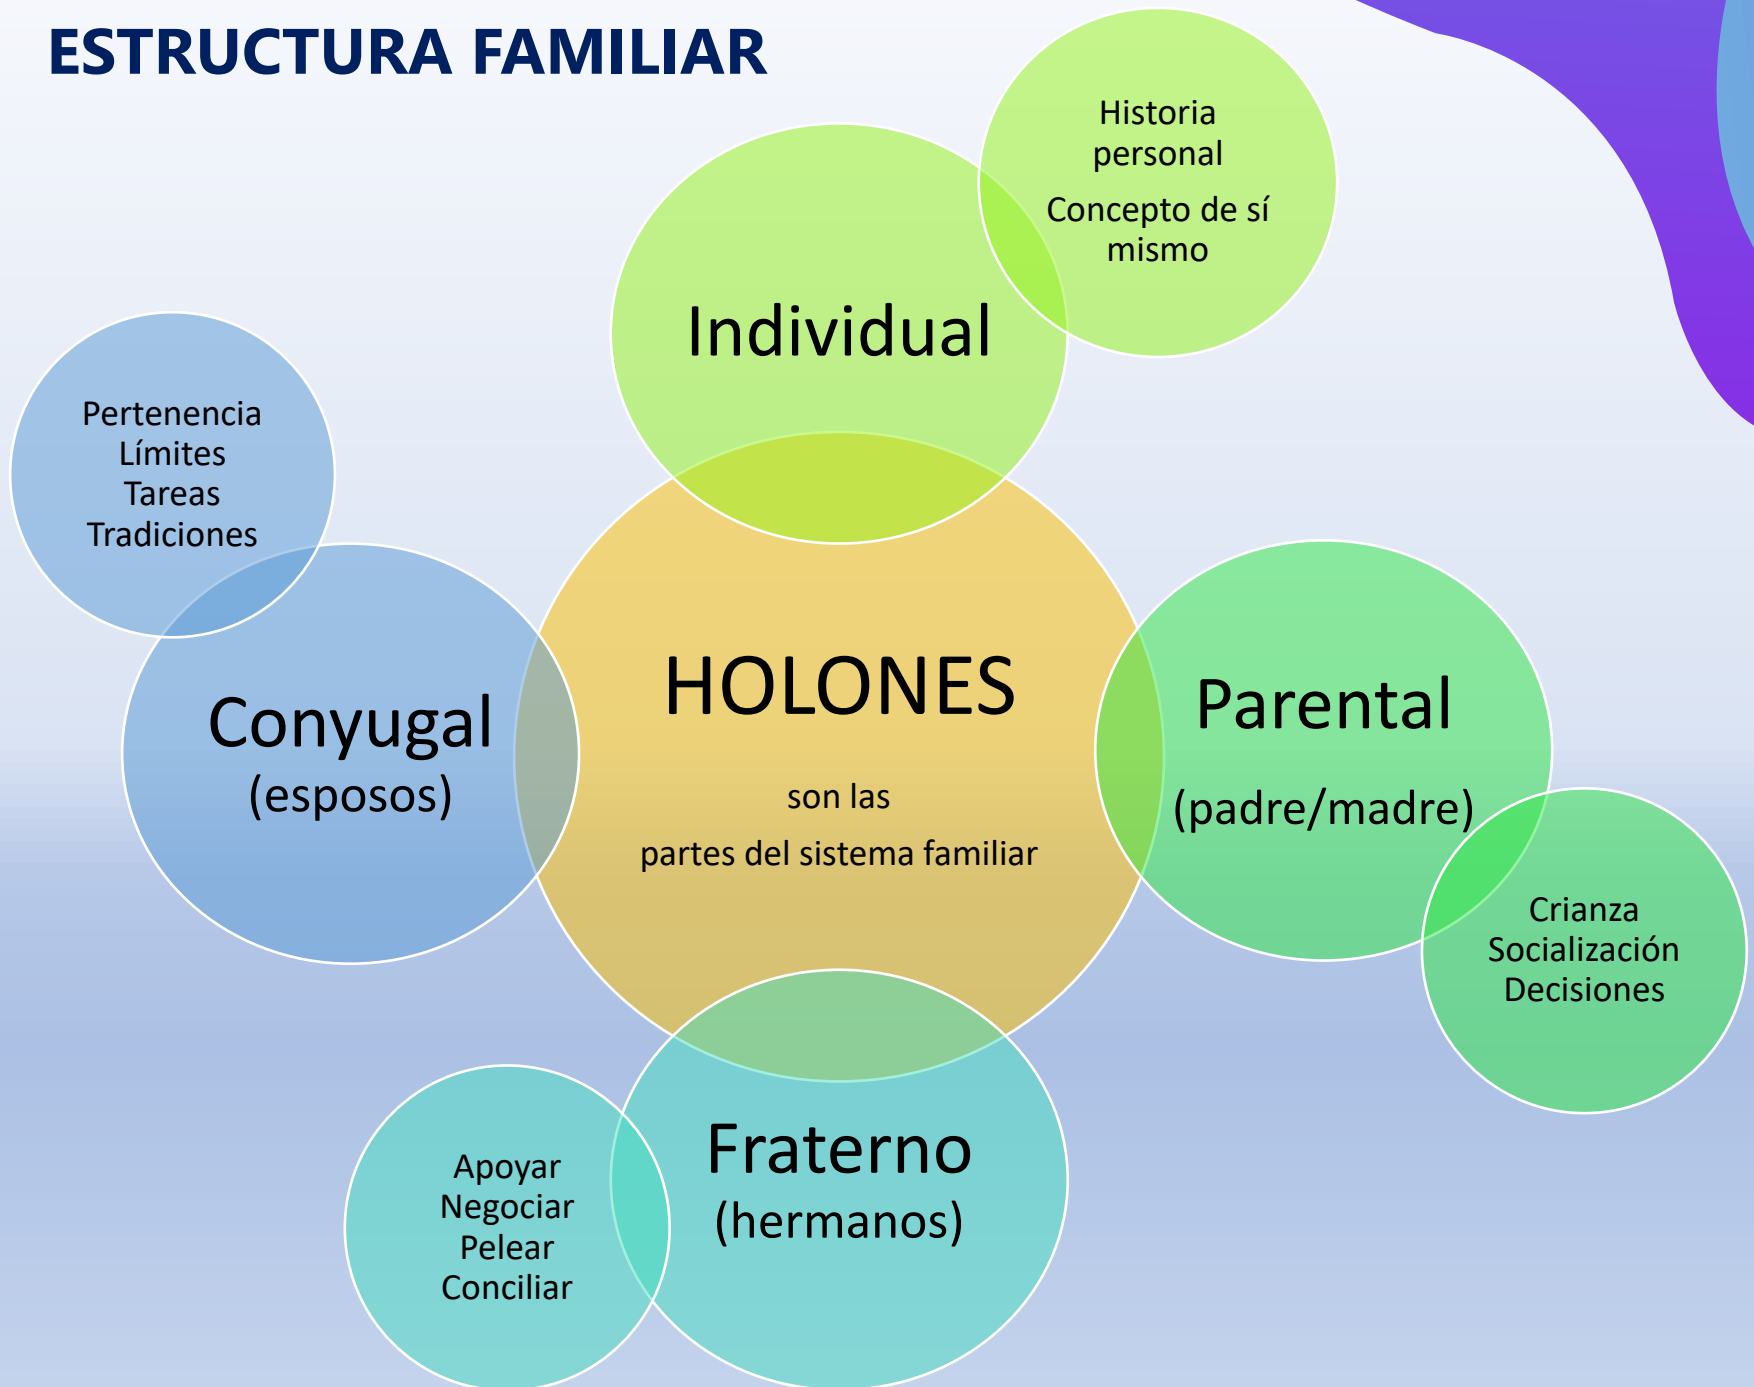 ESTRUCTURA FAMILIAR
Historia
personal
Concepto de sí
mismo
Individual
Pertenencia
Límites
Tareas
Tradiciones
Conyugal
(esposos)
HOLONES
son las
partes del sistema familiar
Parental
(padre/madre)
Crianza
Socialización
Decisiones
Fraterno
(hermanos)
Apoyar
Negociar
Pelear
Conciliar